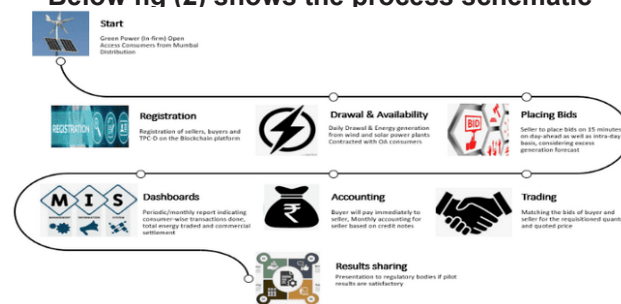 Below fig (2) shows the process schematic
Start
Green Power (In-firm) Open
Access Consumers from Mumbai
Distribution
REGISTRATION
Registration
Registration of sellers, buyers and
TPC-D on the Blockchain platform
Drawal & Availability
Daily Drawal & Energy generation
from wind and solar power plants
Contracted with OA consumers
BID
Placing Bids
Seller to place bids on 15 minutes
on day-ahead as well as intra-day
basis, considering excess
generation forecast
M I S
Dashboards
Periodic/monthly report indicating
consumer-wise transactions done,
total energy traded and commercial
settlement
₹
Accounting
Buyer will pay immediately to
seller, Monthly accounting for
seller based on credit notes
Trading
Matching the bids of buyer and
seller for the requisitioned quant
and quoted price
Results sharing
Presentation to regulatory bodies if pilot
results are satisfactory